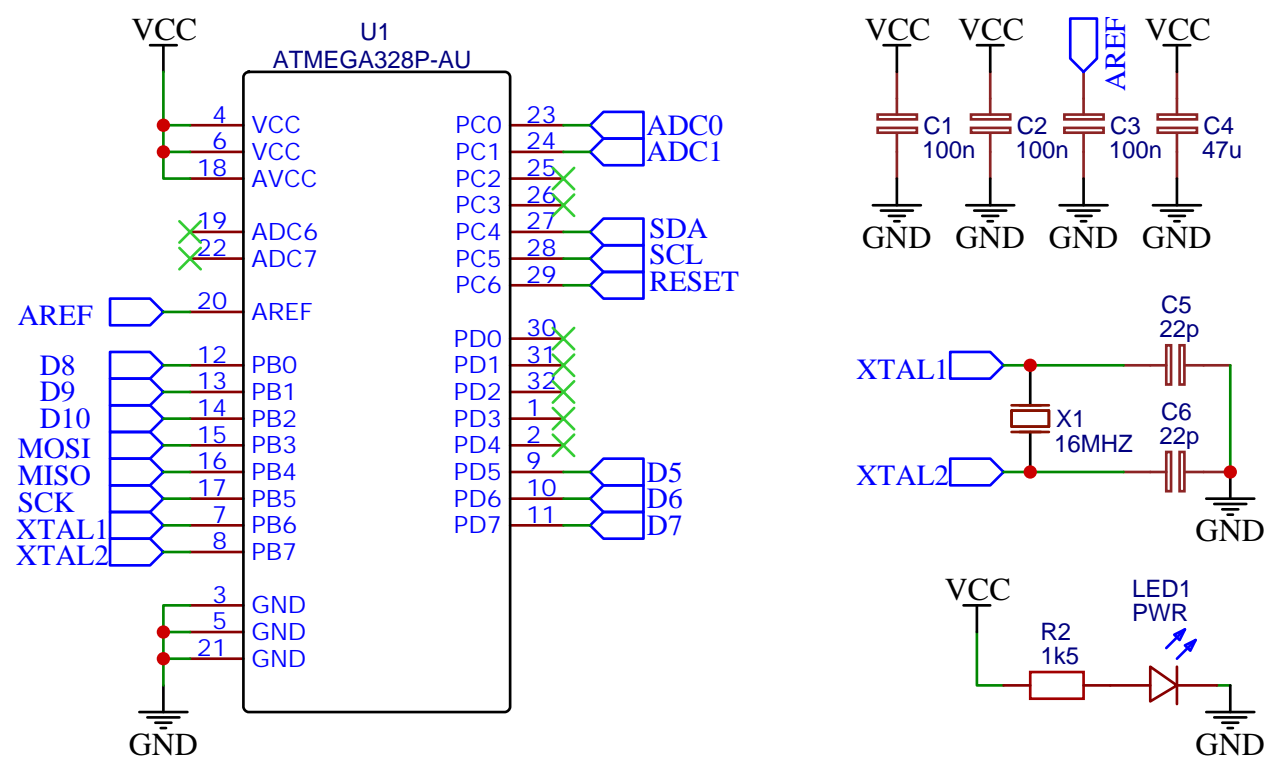 VCC
U1
ATMEGA328P-AU
4 VCC
6 VCC
18 AVCC
19 ADC6
22 ADC7
AREF 20 AREF
D8 12 PB0
D9 13 PB1
D10 14 PB2
MOSI 15 PB3
MISO 16 PB4
SCK 17 PB5
XTAL1 7 PB6
XTAL2 8 PB7
3 GND
5 GND
21 GND
GND
PC0 23 ADC0
PC1 24 ADC1
PC2 25
PC3 26
PC4 27 SDA
PC5 28 SCL
PC6 29 RESET
PD0 30
PD1 31
PD2 32
PD3 1
PD4 2
PD5 9 D5
PD6 10 D6
PD7 11 D7
VCC VCC AREF VCC
C1 C2 C3 C4
100n 100n 100n 47u
GND GND GND GND
C5
22p
XTAL1
X1
16MHZ
C6
22p
XTAL2
GND
VCC
R2
1k5
LED1
PWR
GND